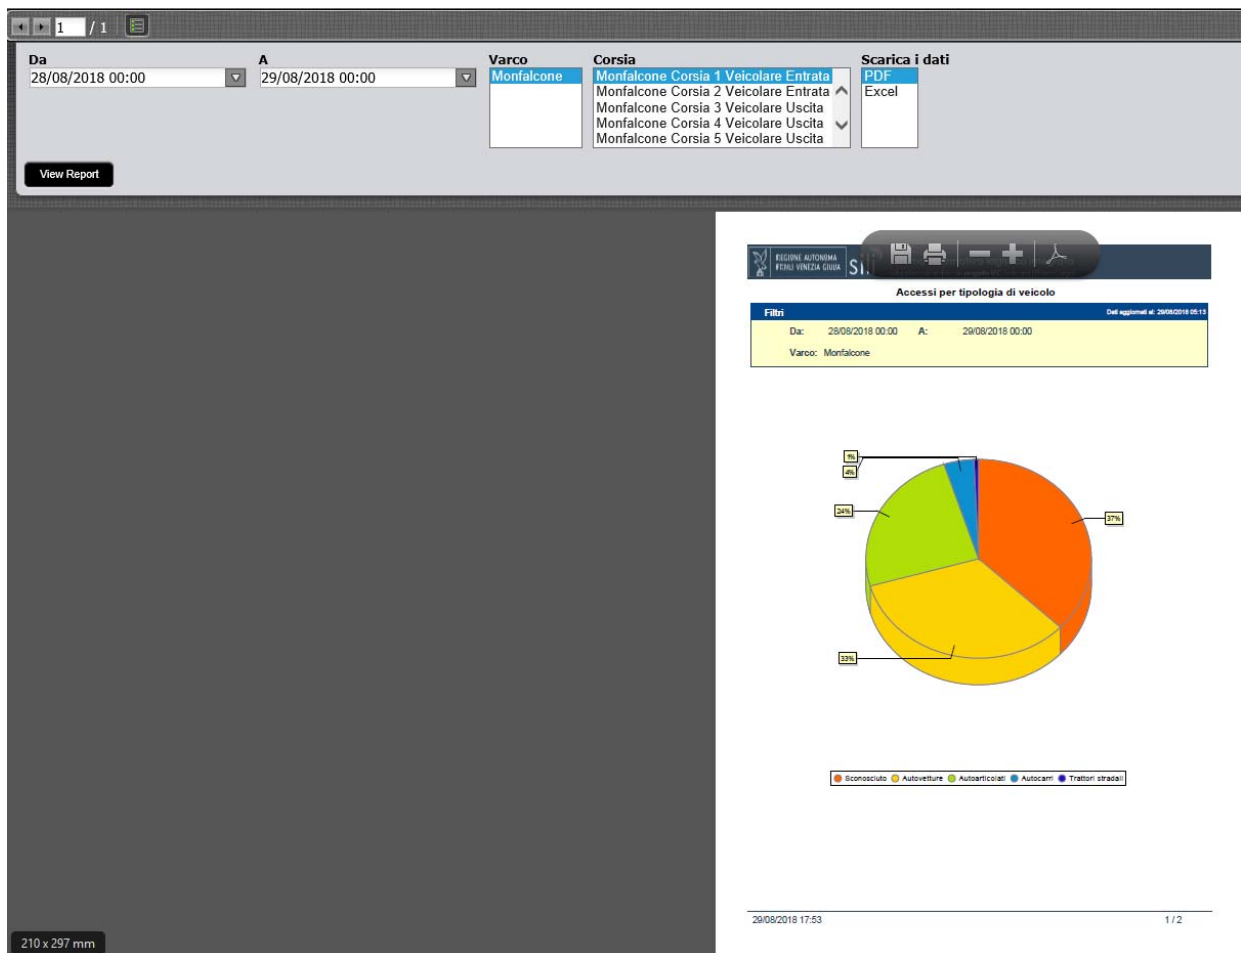 1 / 1
Da A Varco Corsia Scarica i dati
28/08/2018 00:00 29/08/2018 00:00 Monfalcone Monfalcone Corsia 1 Veicolare Entrata PDF
Monfalcone Corsia 2 Veicolare Entrata Excel
Monfalcone Corsia 3 Veicolare Uscita
Monfalcone Corsia 4 Veicolare Uscita
Monfalcone Corsia 5 Veicolare Uscita
View Report
REGIONE AUTONOMA
FRIULI VENEZIA GIULIA
Accessi per tipologia di veicolo
Filtri Dati aggiornati al: 29/08/2018 05:13
Da: 28/08/2018 00:00 A: 29/08/2018 00:00
Varco: Monfalcone
1%
4%
24%
37%
33%
Sconosciuto Autovetture Autoarticolati Autocarri Trattori stradali
29/08/2018 17:53 1 / 2
210 x 297 mm